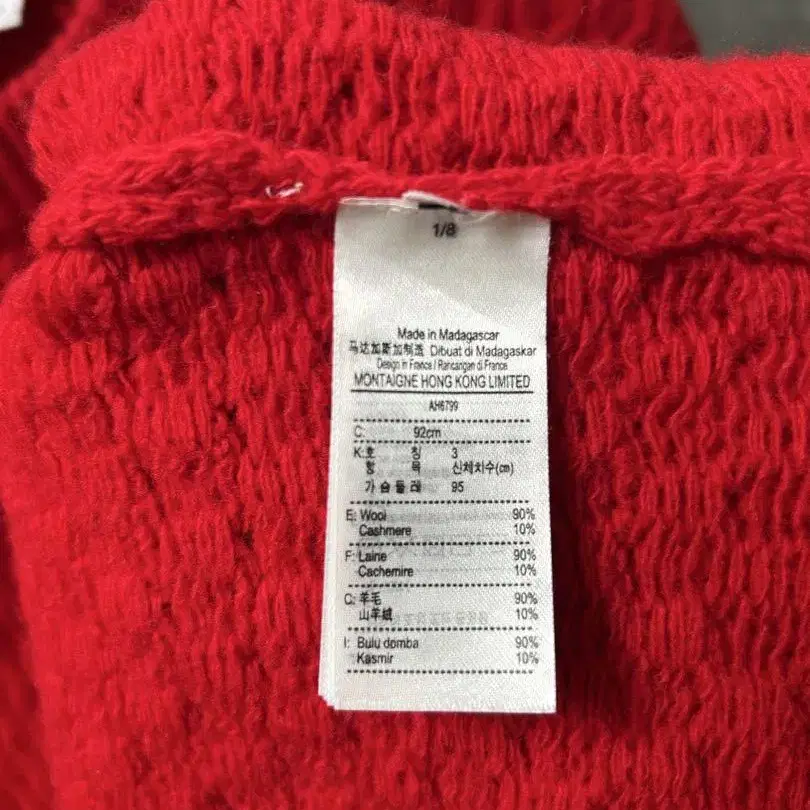 1/8
Made in Madagascar
马达加斯加制造 Dibuat di Madagaskar
Design in France / Rancangan di France
MONTAIGNE HONG KONG LIMITED
AH6799
C: 92cm
K: 호 칭 3
항 목 신체치수(cm)
가슴둘레 95
E: Wool 90%
Cashmere 10%
F: Laine 90%
Cachemire 10%
C: 羊毛 90%
山羊绒 10%
I: Bulu domba 90%
Kasmir 10%